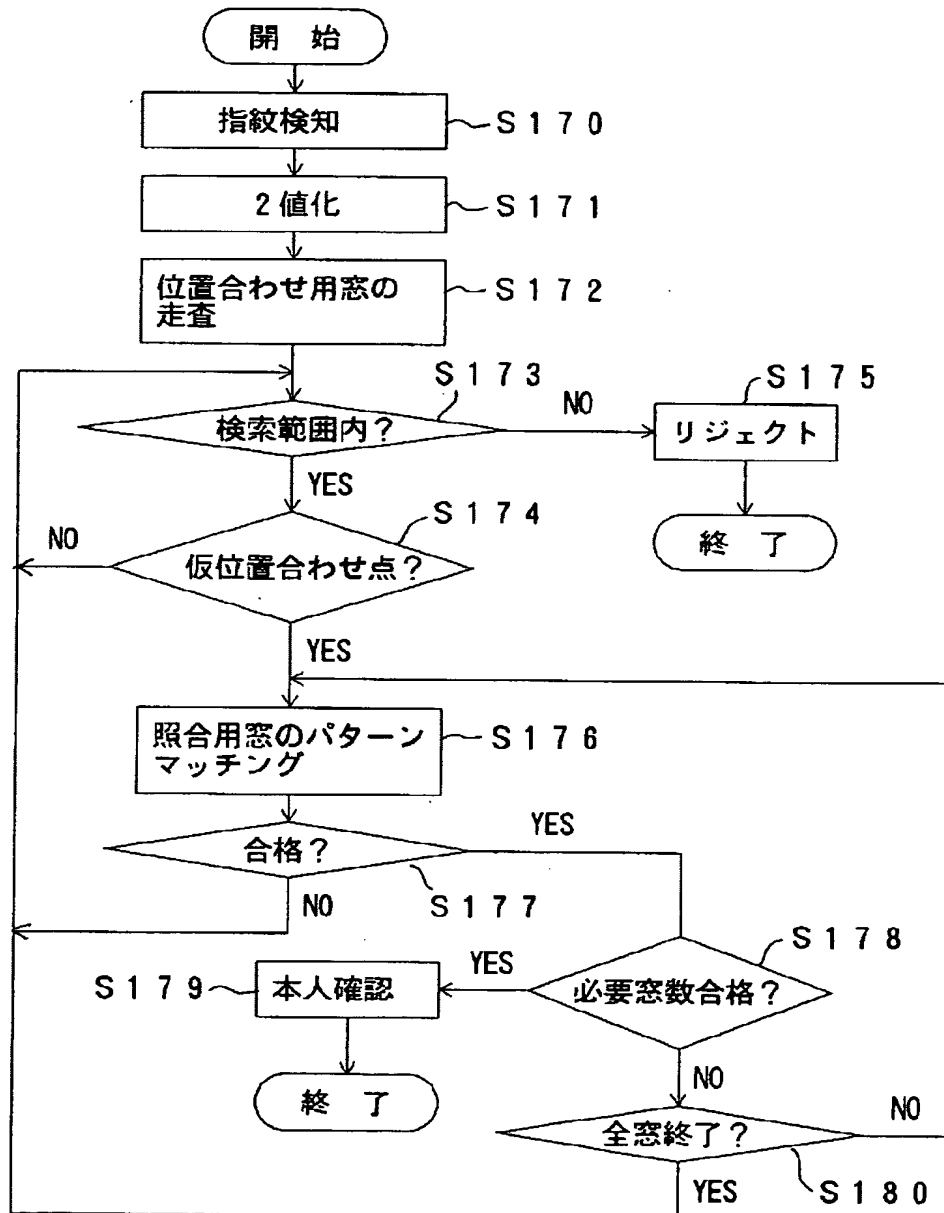 開 始
指紋検知
S170
2値化
S171
位置合わせ用窓の
走査
S172
S173
検索範囲内?
NO
S175
リジェクト
YES
終 了
S174
NO
仮位置合わせ点?
YES
照合用窓のパターン
マッチング
S176
合格?
YES
NO
S177
S178
必要窓数合格?
YES
S179
本人確認
終 了
NO
全窓終了?
NO
YES
S180